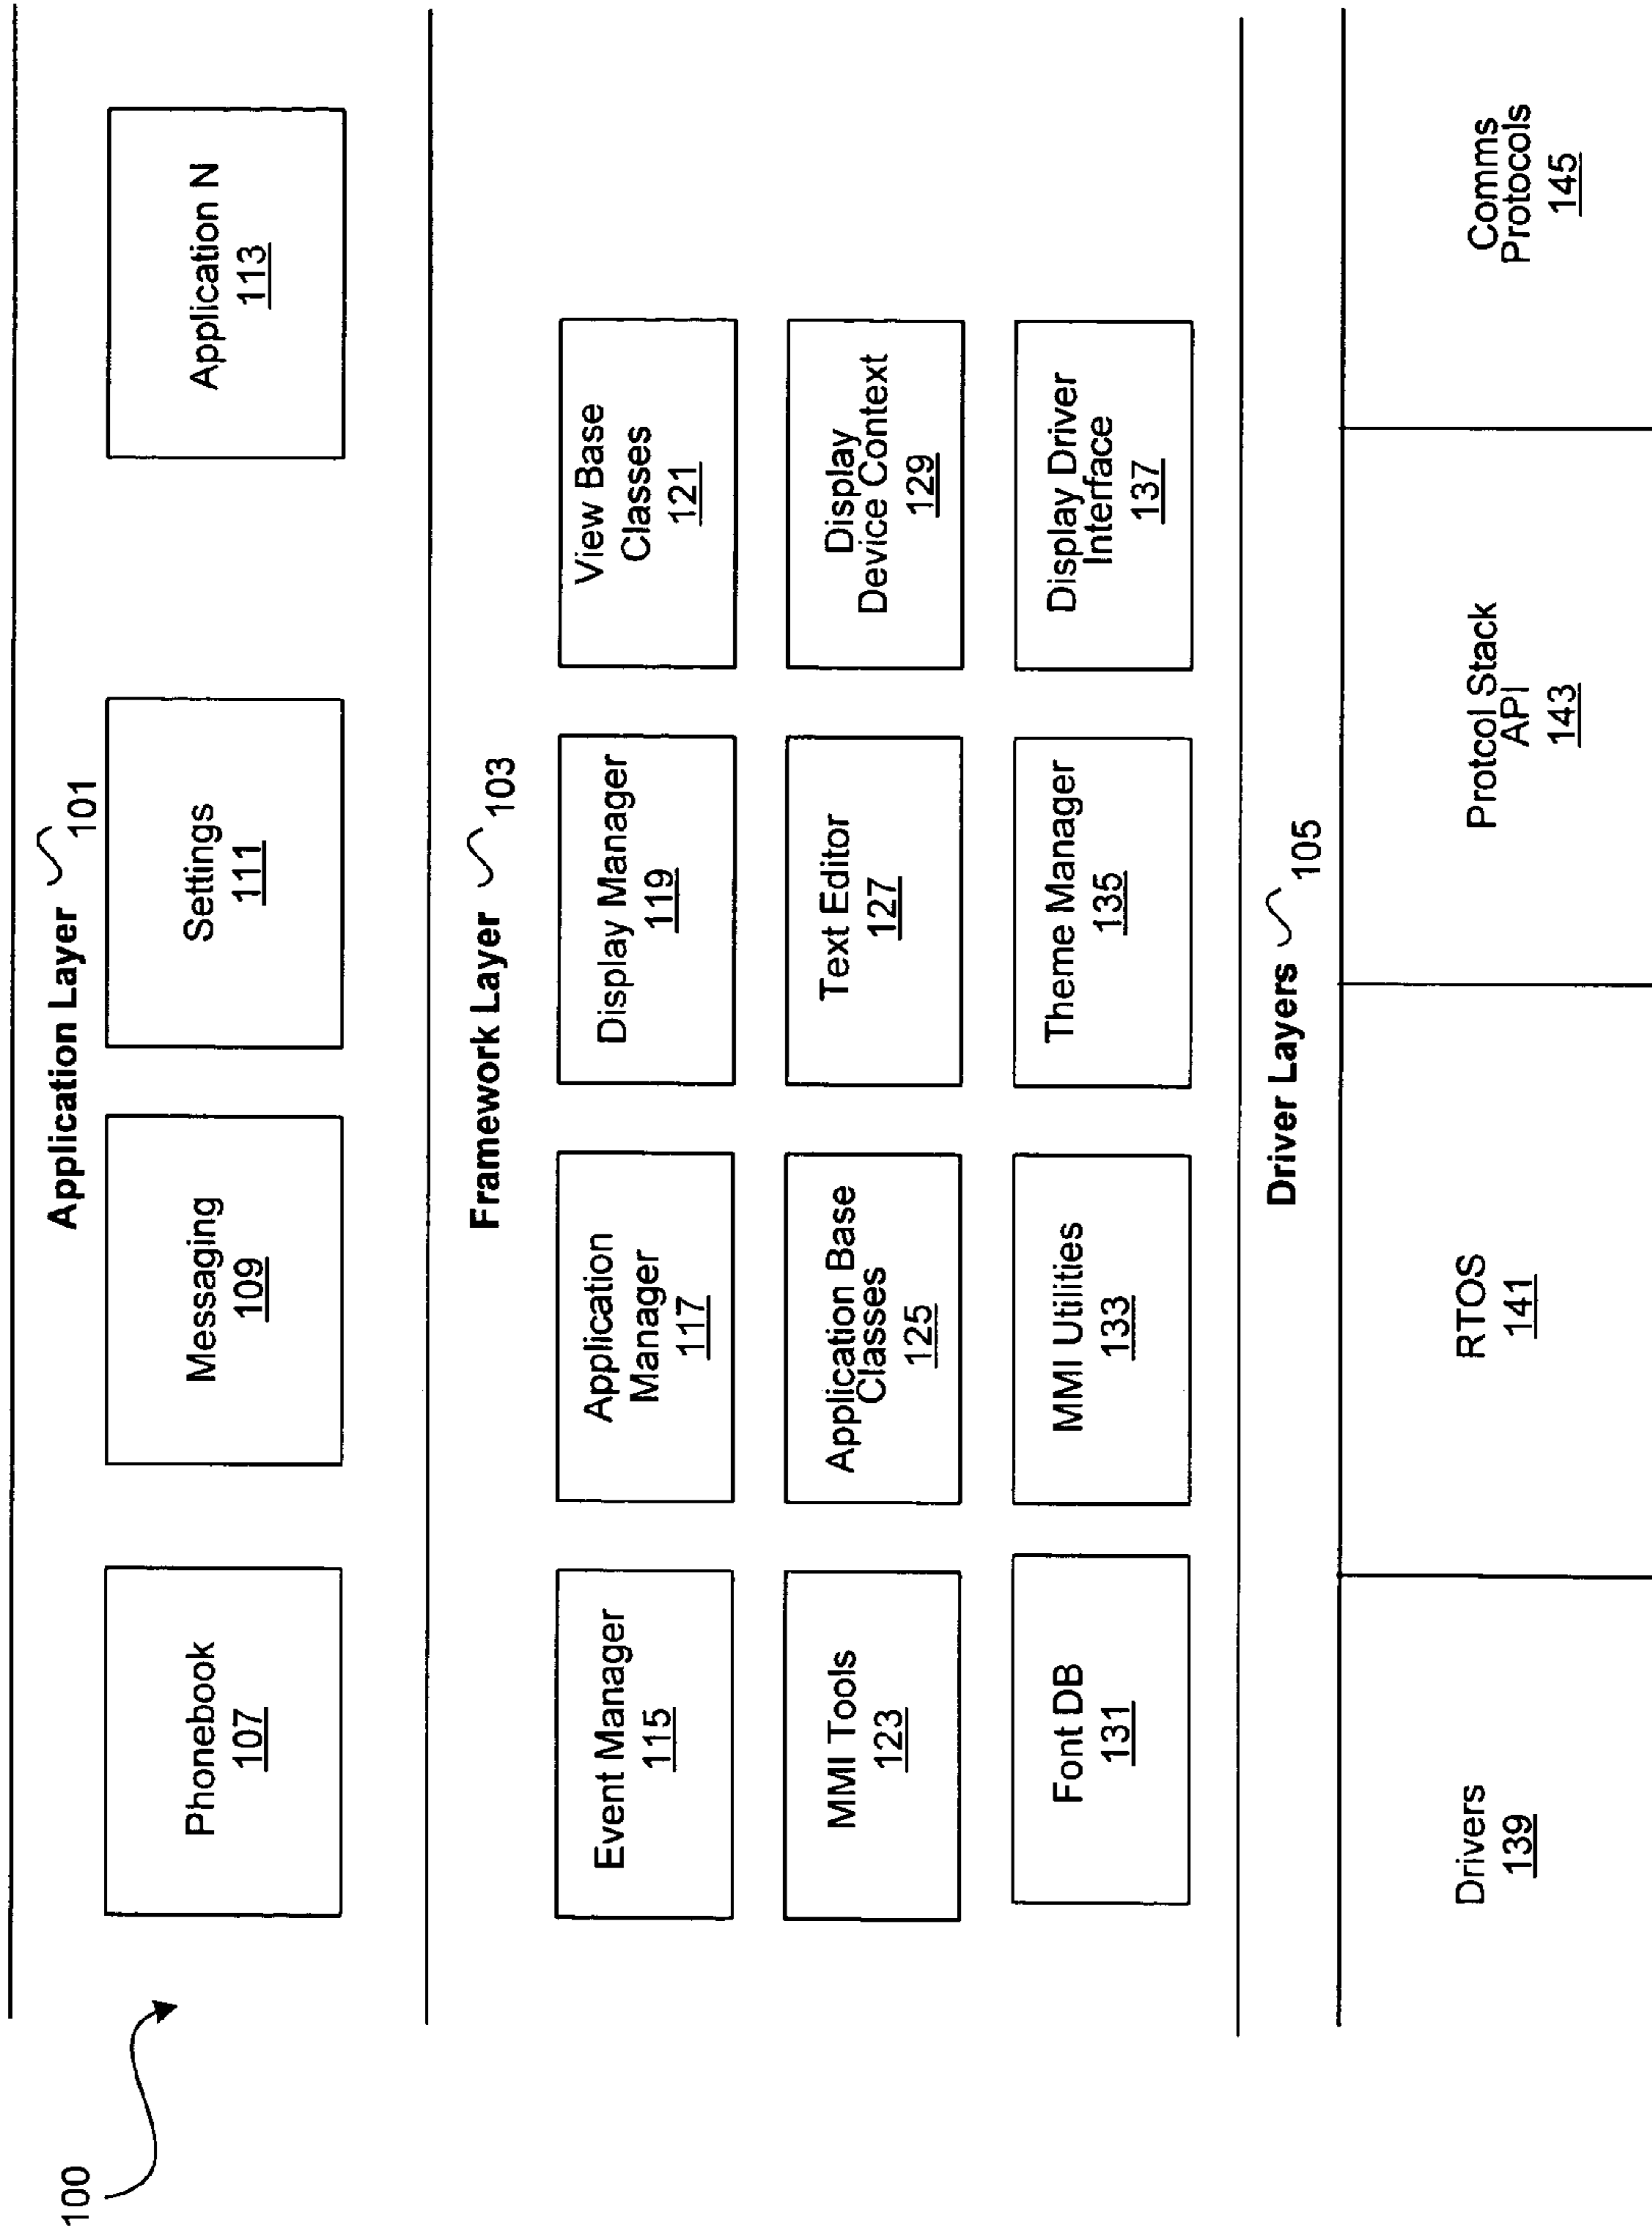 100
Application Layer 101
Phonebook
107
Messaging
109
Settings
111
Application N
113
Framework Layer 103
Event Manager
115
Application
Manager
117
Display Manager
119
View Base
Classes
121
MMI Tools
123
Application Base
Classes
125
Text Editor
127
Display
Device Context
129
Font DB
131
MMI Utilities
133
Theme Manager
135
Display Driver
Interface
137
Driver Layers 105
Drivers
139
RTOS
141
Protcol Stack
API
143
Comms
Protocols
145